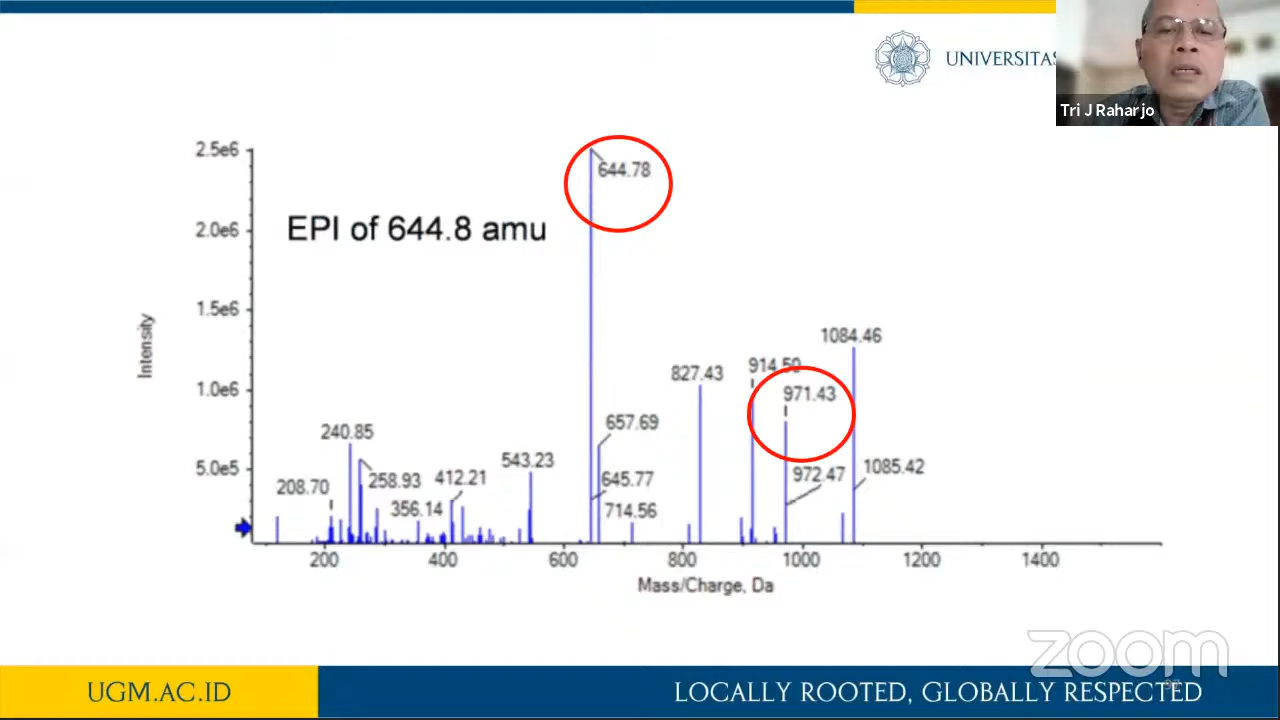 UNIVERSITAS
Tri J Raharjo
2.5e6
2.0e6
1.5e6
1.0e6
5.0e5
Intensity
EPI of 644.8 amu
644.78
1084.46
914.50
827.43
971.43
657.69
240.85
543.23
258.93
412.21
1085.42
972.47
645.77
208.70
356.14
714.56
200
400
600
800
1000
1200
1400
Mass/Charge, Da
zoom
UGM.AC.ID
LOCALLY ROOTED, GLOBALLY RESPECTED